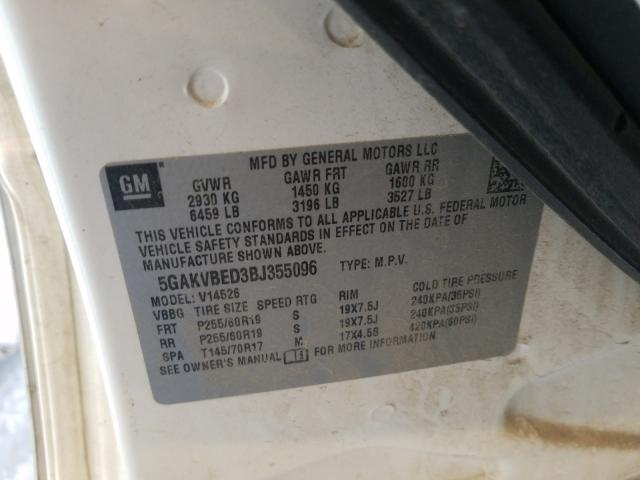 MFD BY GENERAL MOTORS LLC
GM GVWR GAWR FRT GAWR RR
2930 KG 1450 KG 1600 KG
6459 LB 3196 LB 3527 LB
THIS VEHICLE CONFORMS TO ALL APPLICABLE U.S. FEDERAL MOTOR
VEHICLE SAFETY STANDARDS IN EFFECT ON THE DATE OF
MANUFACTURE SHOWN ABOVE.
5GAKVBED3BJ355096 TYPE: M.P.V.
MODEL: V14526
VBBG TIRE SIZE SPEED RTG RIM COLD TIRE PRESSURE
FRT P255/60R19 S 19X7.5J 240KPA(35PSI)
RR P255/60R19 S 19X7.5J 240KPA(35PSI)
SPA T145/70R17 M 17X4.5B 420KPA(60PSI)
SEE OWNER'S MANUAL FOR MORE INFORMATION.